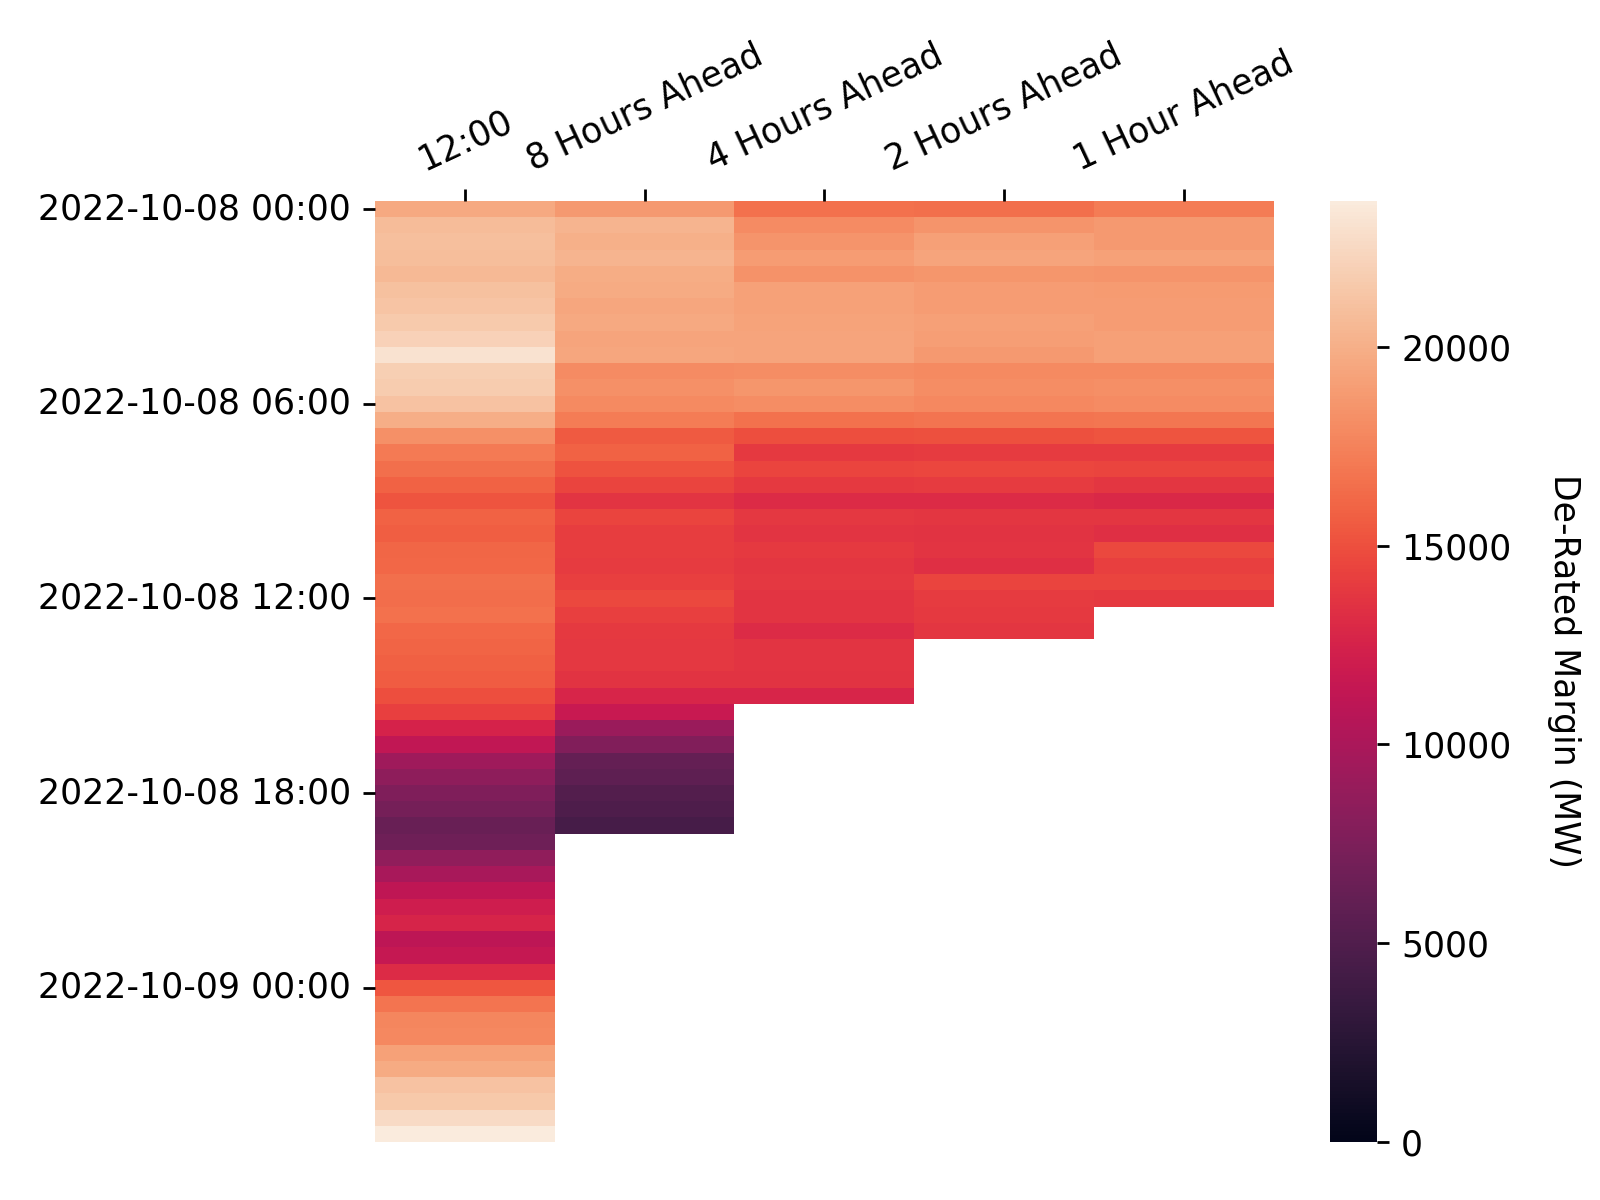 12:00
8 Hours Ahead
4 Hours Ahead
2 Hours Ahead
1 Hour Ahead
2022-10-08 00:00
2022-10-08 06:00
2022-10-08 12:00
2022-10-08 18:00
2022-10-09 00:00
20000
15000
10000
5000
0
De-Rated Margin (MW)